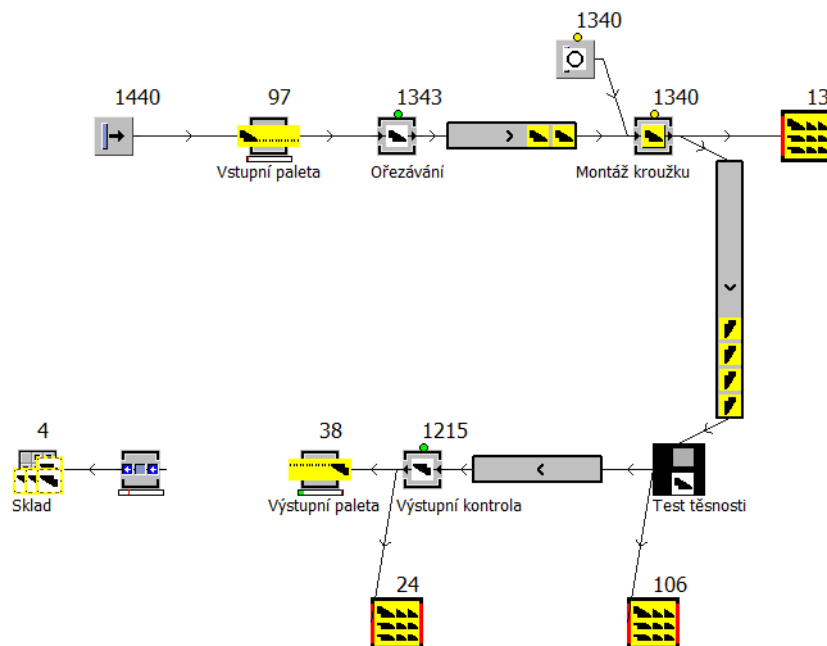 1340
1440
97
1343
1340
13
Vstupní paleta
Ořezávání
Montáž kroužku
4
38
1215
Sklad
Výstupní paleta
Výstupní kontrola
Test těsnosti
24
106